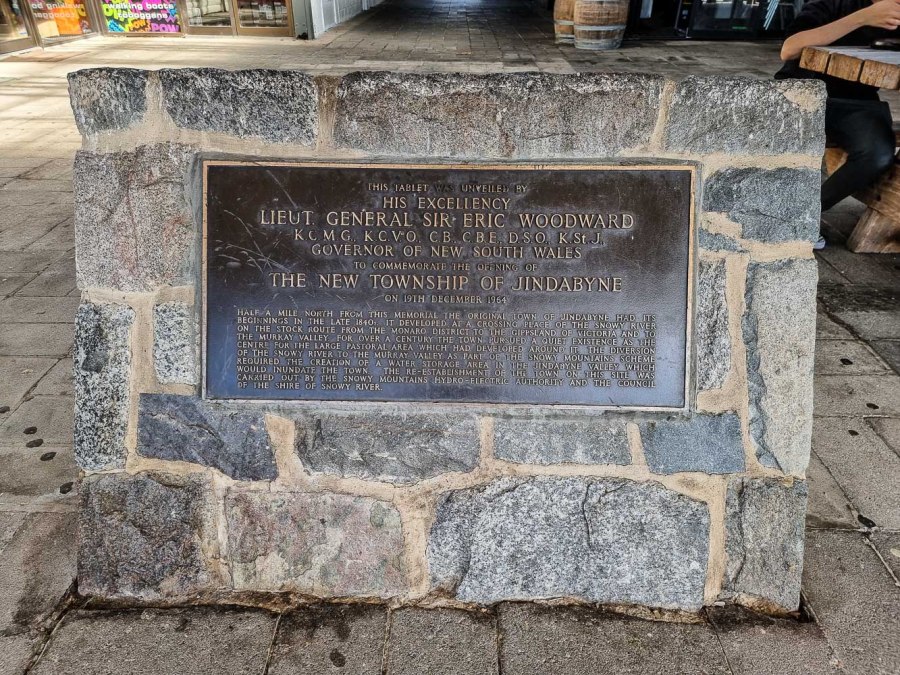 walking boots
toboggans
THIS TABLET WAS UNVEILED BY
HIS EXCELLENCY
LIEUT. GENERAL SIR ERIC WOODWARD
K.C.M.G., K.C.V.O., C.B., C.B.E., D.S.O., K.St.J.
GOVERNOR OF NEW SOUTH WALES
TO COMMEMORATE THE OPENING OF
THE NEW TOWNSHIP OF JINDABYNE
ON 19TH DECEMBER 1964
HALF A MILE NORTH FROM THIS MEMORIAL THE ORIGINAL TOWN OF JINDABYNE HAD ITS
BEGINNINGS IN THE LATE 1840s. IT DEVELOPED AT A CROSSING PLACE OF THE SNOWY RIVER
ON THE STOCK ROUTE FROM THE MONARO DISTRICT TO THE GIPPSLAND OF VICTORIA AND TO
THE MURRAY VALLEY. FOR OVER A CENTURY THE TOWN PURSUED A QUIET EXISTENCE AS THE
CENTRE FOR THE LARGE PASTORAL AREA WHICH HAD DEVELOPED AROUND IT. THE DIVERSION
OF THE SNOWY RIVER TO THE MURRAY VALLEY AS PART OF THE SNOWY MOUNTAINS SCHEME
REQUIRED THE CREATION OF A WATER STORAGE AREA IN THE JINDABYNE VALLEY WHICH
WOULD INUNDATE THE TOWN. THE RE-ESTABLISHMENT OF THE TOWN ON THIS SITE WAS
CARRIED OUT BY THE SNOWY MOUNTAINS HYDRO-ELECTRIC AUTHORITY AND THE COUNCIL
OF THE SHIRE OF SNOWY RIVER.